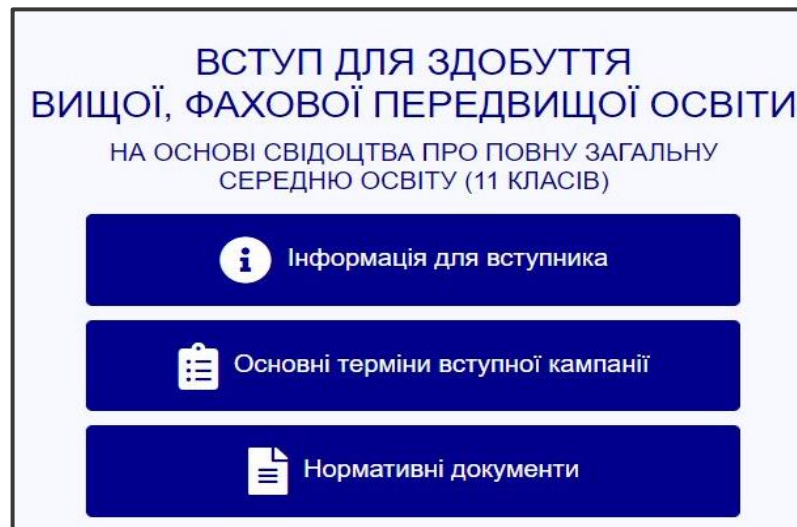 ВСТУП ДЛЯ ЗДОБУТТЯ
ВИЩОЇ, ФАХОВОЇ ПЕРЕДВИЩОЇ ОСВІТИ
НА ОСНОВІ СВІДОЦТВА ПРО ПОВНУ ЗАГАЛЬНУ
СЕРЕДНЮ ОСВІТУ (11 КЛАСІВ)
Інформація для вступника
Основні терміни вступної кампанії
Нормативні документи